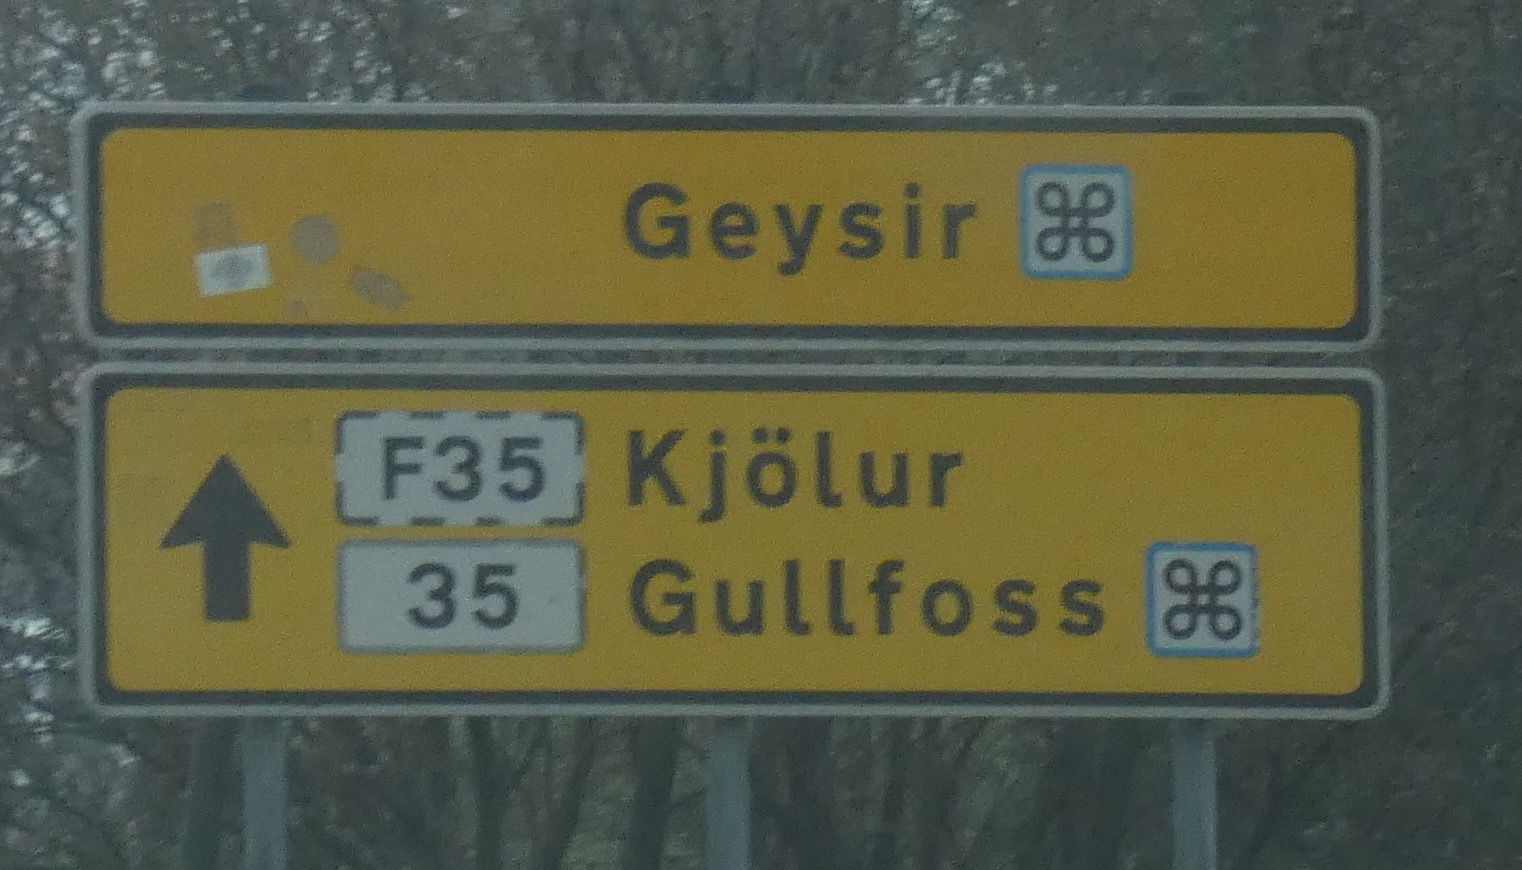 Geysir ⌘
F35 Kjölur
35 Gullfoss ⌘